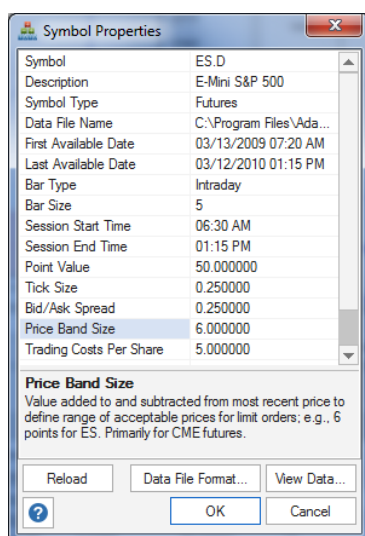 Symbol Properties
Symbol ES.D
Description E-Mini S&P 500
Symbol Type Futures
Data File Name C:\Program Files\Ada...
First Available Date 03/13/2009 07:20 AM
Last Available Date 03/12/2010 01:15 PM
Bar Type Intraday
Bar Size 5
Session Start Time 06:30 AM
Session End Time 01:15 PM
Point Value 50.000000
Tick Size 0.250000
Bid/Ask Spread 0.250000
Price Band Size 6.000000
Trading Costs Per Share 5.000000
Price Band Size
Value added to and subtracted from most recent price to
define range of acceptable prices for limit orders; e.g., 6
points for ES. Primarily for CME futures.
Reload Data File Format... View Data...
? OK Cancel